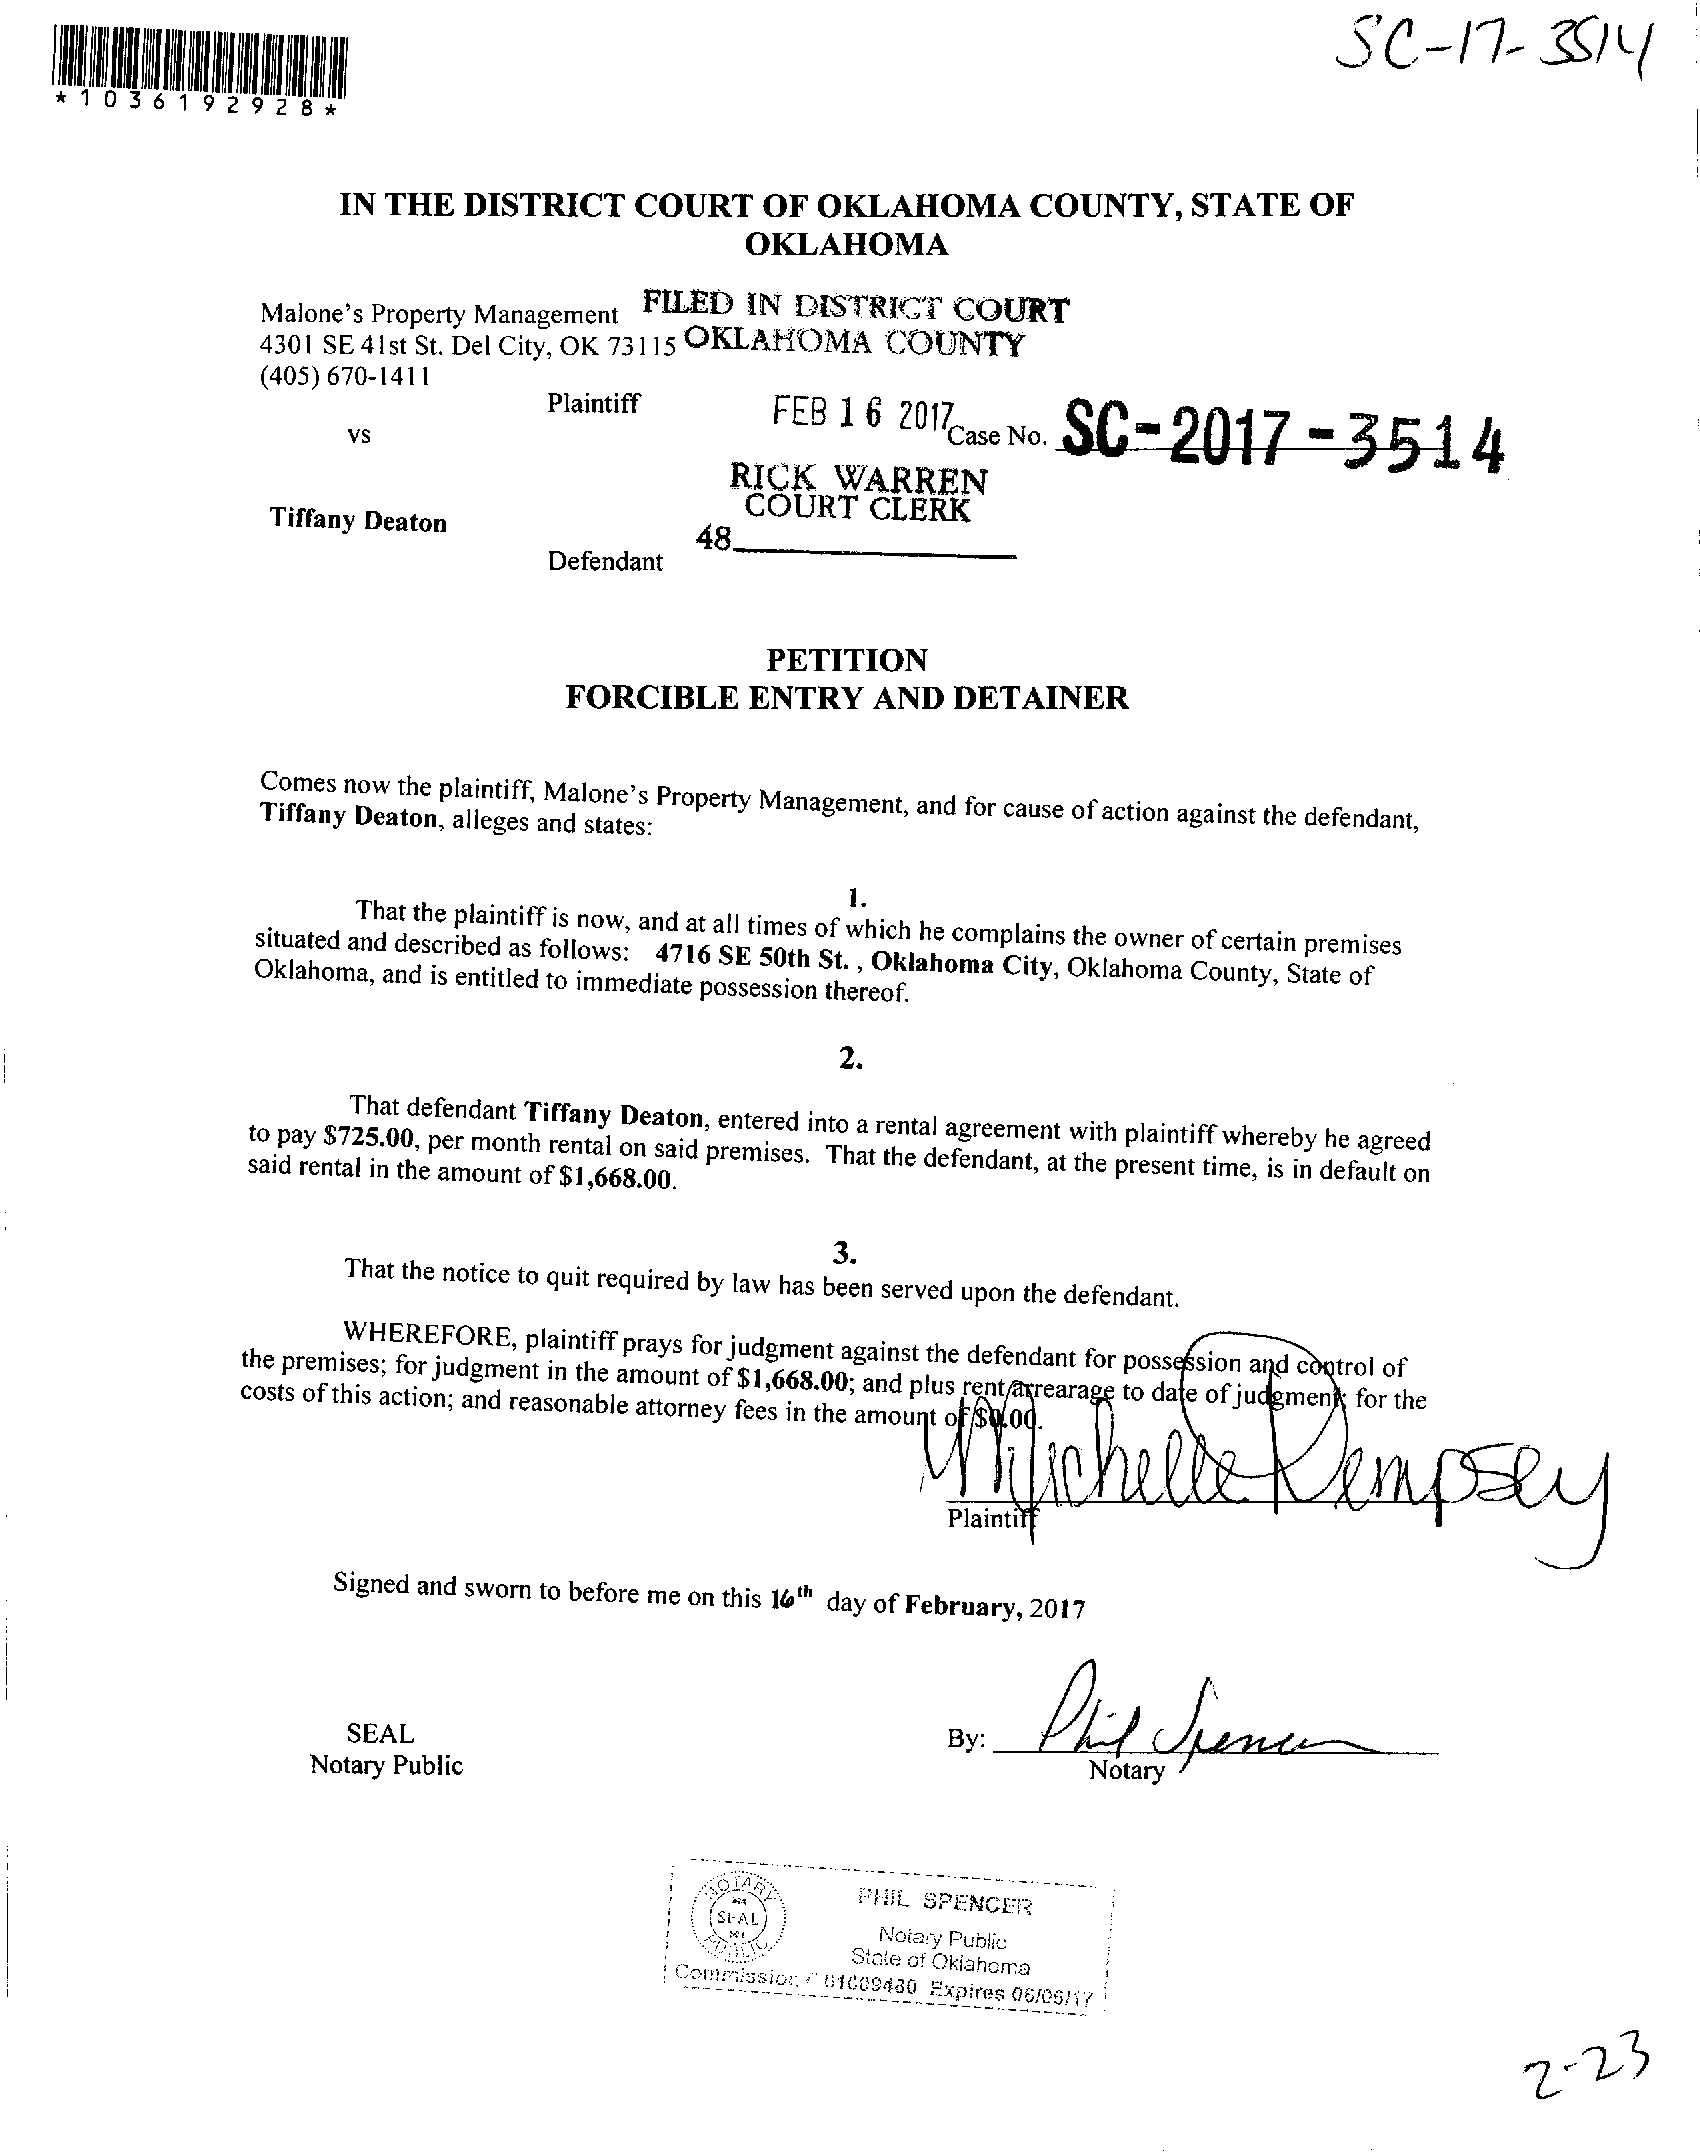 SC-17-3514
*1036192928*
IN THE DISTRICT COURT OF OKLAHOMA COUNTY, STATE OF
OKLAHOMA
Malone's Property Management FILED IN DISTRICT COURT
4301 SE 41st St. Del City, OK 73115 OKLAHOMA COUNTY
(405) 670-1411
Plaintiff
FEB 16 2017
vs
Case No. SC-2017-3514
RICK WARREN
COURT CLERK
Tiffany Deaton
48
Defendant
PETITION
FORCIBLE ENTRY AND DETAINER
Comes now the plaintiff, Malone's Property Management, and for cause of action against the defendant,
Tiffany Deaton, alleges and states:
1.
That the plaintiff is now, and at all times of which he complains the owner of certain premises
situated and described as follows: 4716 SE 50th St. , Oklahoma City, Oklahoma County, State of
Oklahoma, and is entitled to immediate possession thereof.
2.
That defendant Tiffany Deaton, entered into a rental agreement with plaintiff whereby he agreed
to pay $725.00, per month rental on said premises. That the defendant, at the present time, is in default on
said rental in the amount of $1,668.00.
3.
That the notice to quit required by law has been served upon the defendant.
WHEREFORE, plaintiff prays for judgment against the defendant for possession and control of
the premises; for judgment in the amount of $1,668.00; and plus rent arrearage to date of judgment; for the
costs of this action; and reasonable attorney fees in the amount of $0.00.
Michelle Dempsey
Plaintiff
Signed and sworn to before me on this 16th day of February, 2017
SEAL
Notary Public
By: Phil Spencer
Notary
NOTARY
SEAL
PUBLIC
PHIL SPENCER
Notary Public
State of Oklahoma
Commission # 01009480 Expires 06/06/17
2-23